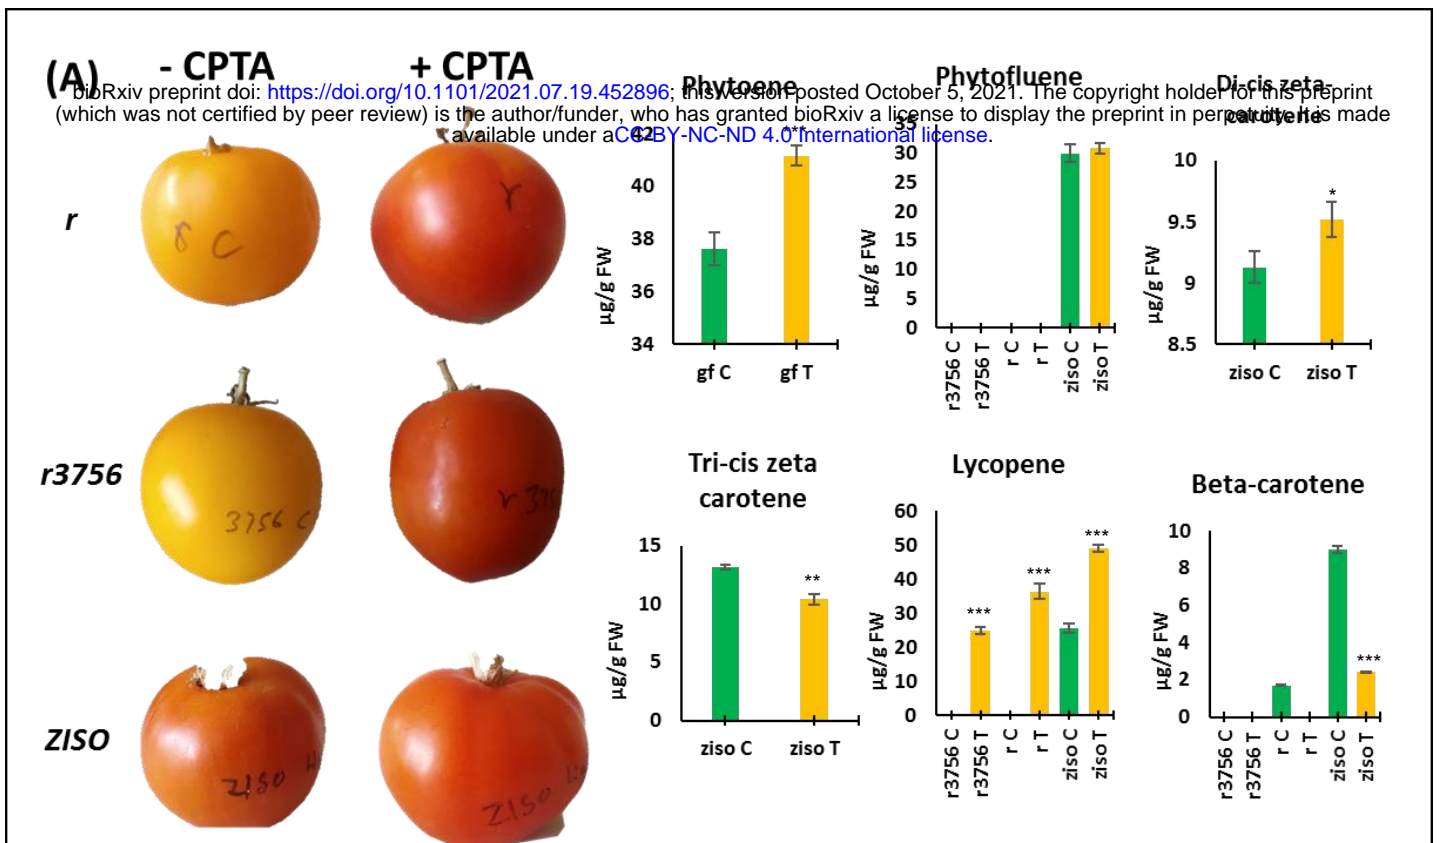 (A)
- CPTA
+ CPTA
bioRxiv preprint doi: https://doi.org/10.1101/2021.07.19.452896; this version posted October 5, 2021. The copyright holder for this preprint
(which was not certified by peer review) is the author/funder, who has granted bioRxiv a license to display the preprint in perpetuity. It is made
available under aCC-BY-NC-ND 4.0 International license.
r
r C
r
r3756
3756 C
r 375
ZISO
ZISO
ZISO
Phytoene
µg/g FW
42
40
38
36
34
***
gf C
gf T
Phytofluene
µg/g FW
35
30
25
20
15
10
5
0
r3756 C
r3756 T
r C
r T
ziso C
ziso T
Di-cis zeta-
carotene
µg/g FW
10
9.5
9
8.5
*
ziso C
ziso T
Tri-cis zeta
carotene
µg/g FW
15
10
5
0
**
ziso C
ziso T
Lycopene
µg/g FW
60
50
40
30
20
10
0
***
***
***
r3756 C
r3756 T
r C
r T
ziso C
ziso T
Beta-carotene
µg/g FW
10
8
6
4
2
0
***
r3756 C
r3756 T
r C
r T
ziso C
ziso T